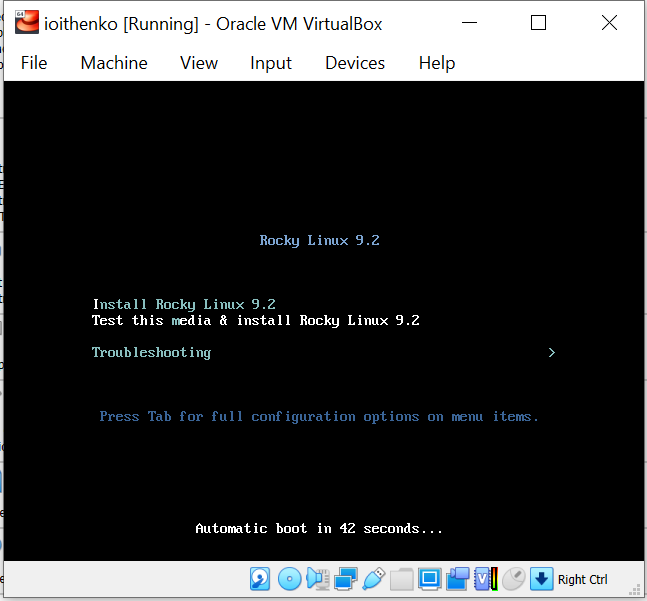 ioithenko [Running] - Oracle VM VirtualBox
File Machine View Input Devices Help
Rocky Linux 9.2
Install Rocky Linux 9.2
Test this media & install Rocky Linux 9.2
Troubleshooting >
Press Tab for full configuration options on menu items.
Automatic boot in 42 seconds...
Right Ctrl